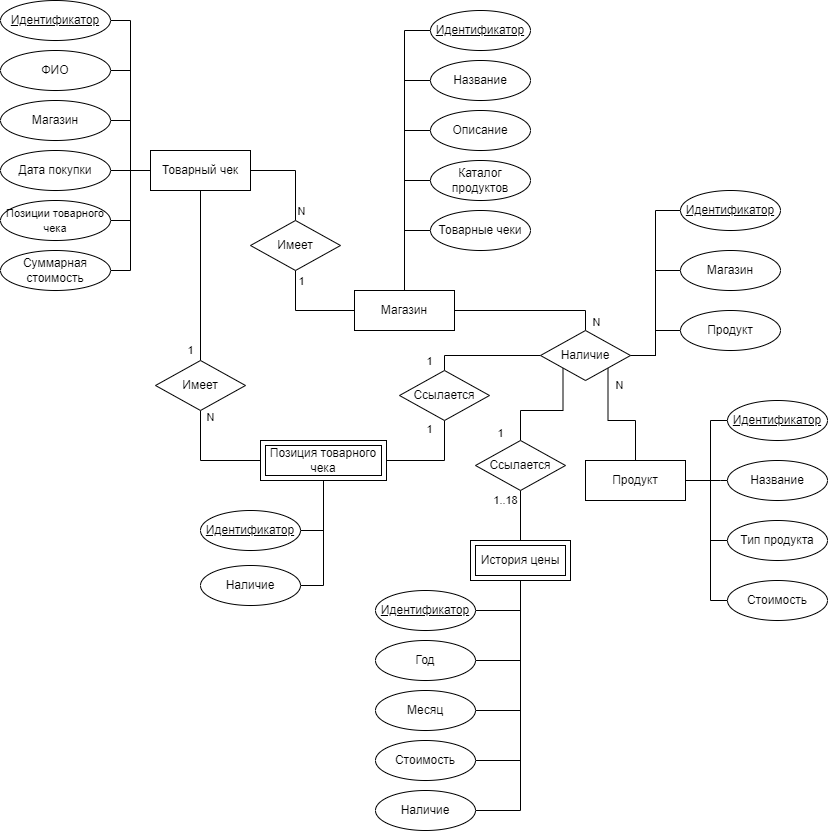 Идентификатор
ФИО
Магазин
Дата покупки
Позиции товарного
чека
Суммарная
стоимость
Товарный чек
N
Имеет
1
Идентификатор
Название
Описание
Каталог
продуктов
Товарные чеки
Магазин
N
Наличие
N
Идентификатор
Магазин
Продукт
1
Имеет
N
1
Ссылается
1
Позиция товарного
чека
Идентификатор
Наличие
1
Ссылается
1..18
История цены
Идентификатор
Год
Месяц
Стоимость
Наличие
Продукт
Идентификатор
Название
Тип продукта
Стоимость